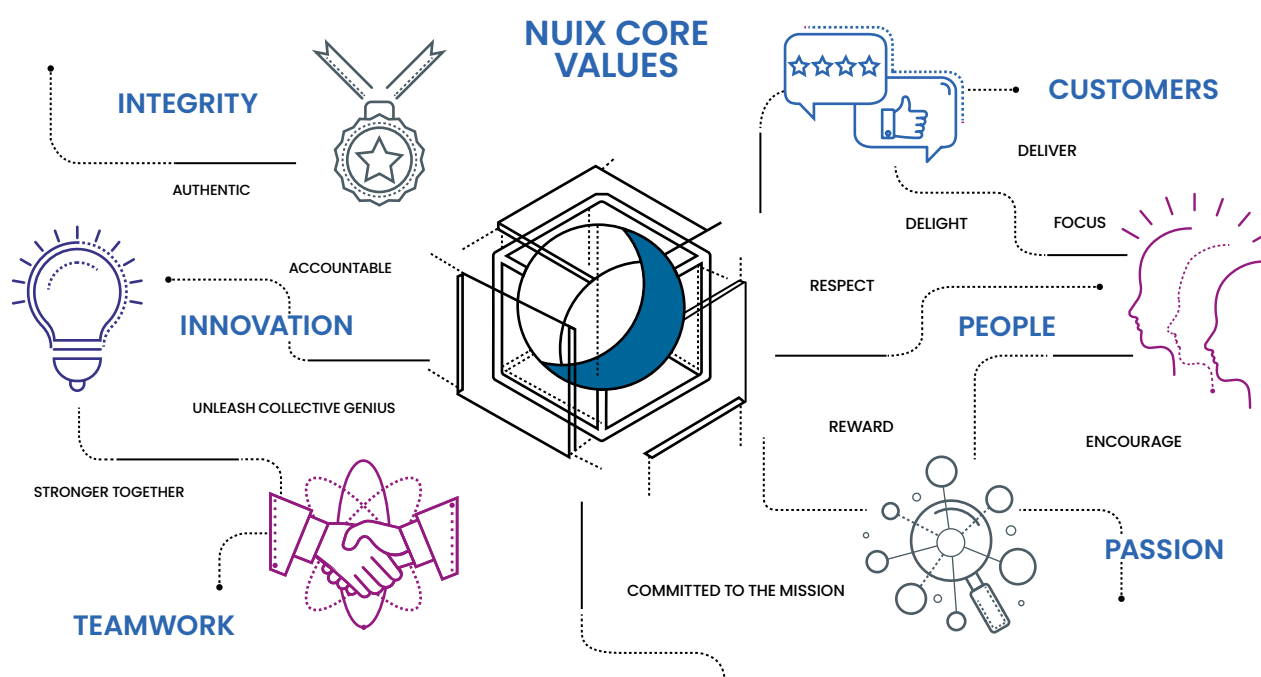 NUIX CORE
VALUES
INTEGRITY
AUTHENTIC
ACCOUNTABLE
INNOVATION
UNLEASH COLLECTIVE GENIUS
STRONGER TOGETHER
TEAMWORK
CUSTOMERS
DELIVER
DELIGHT
FOCUS
RESPECT
PEOPLE
REWARD
ENCOURAGE
PASSION
COMMITTED TO THE MISSION